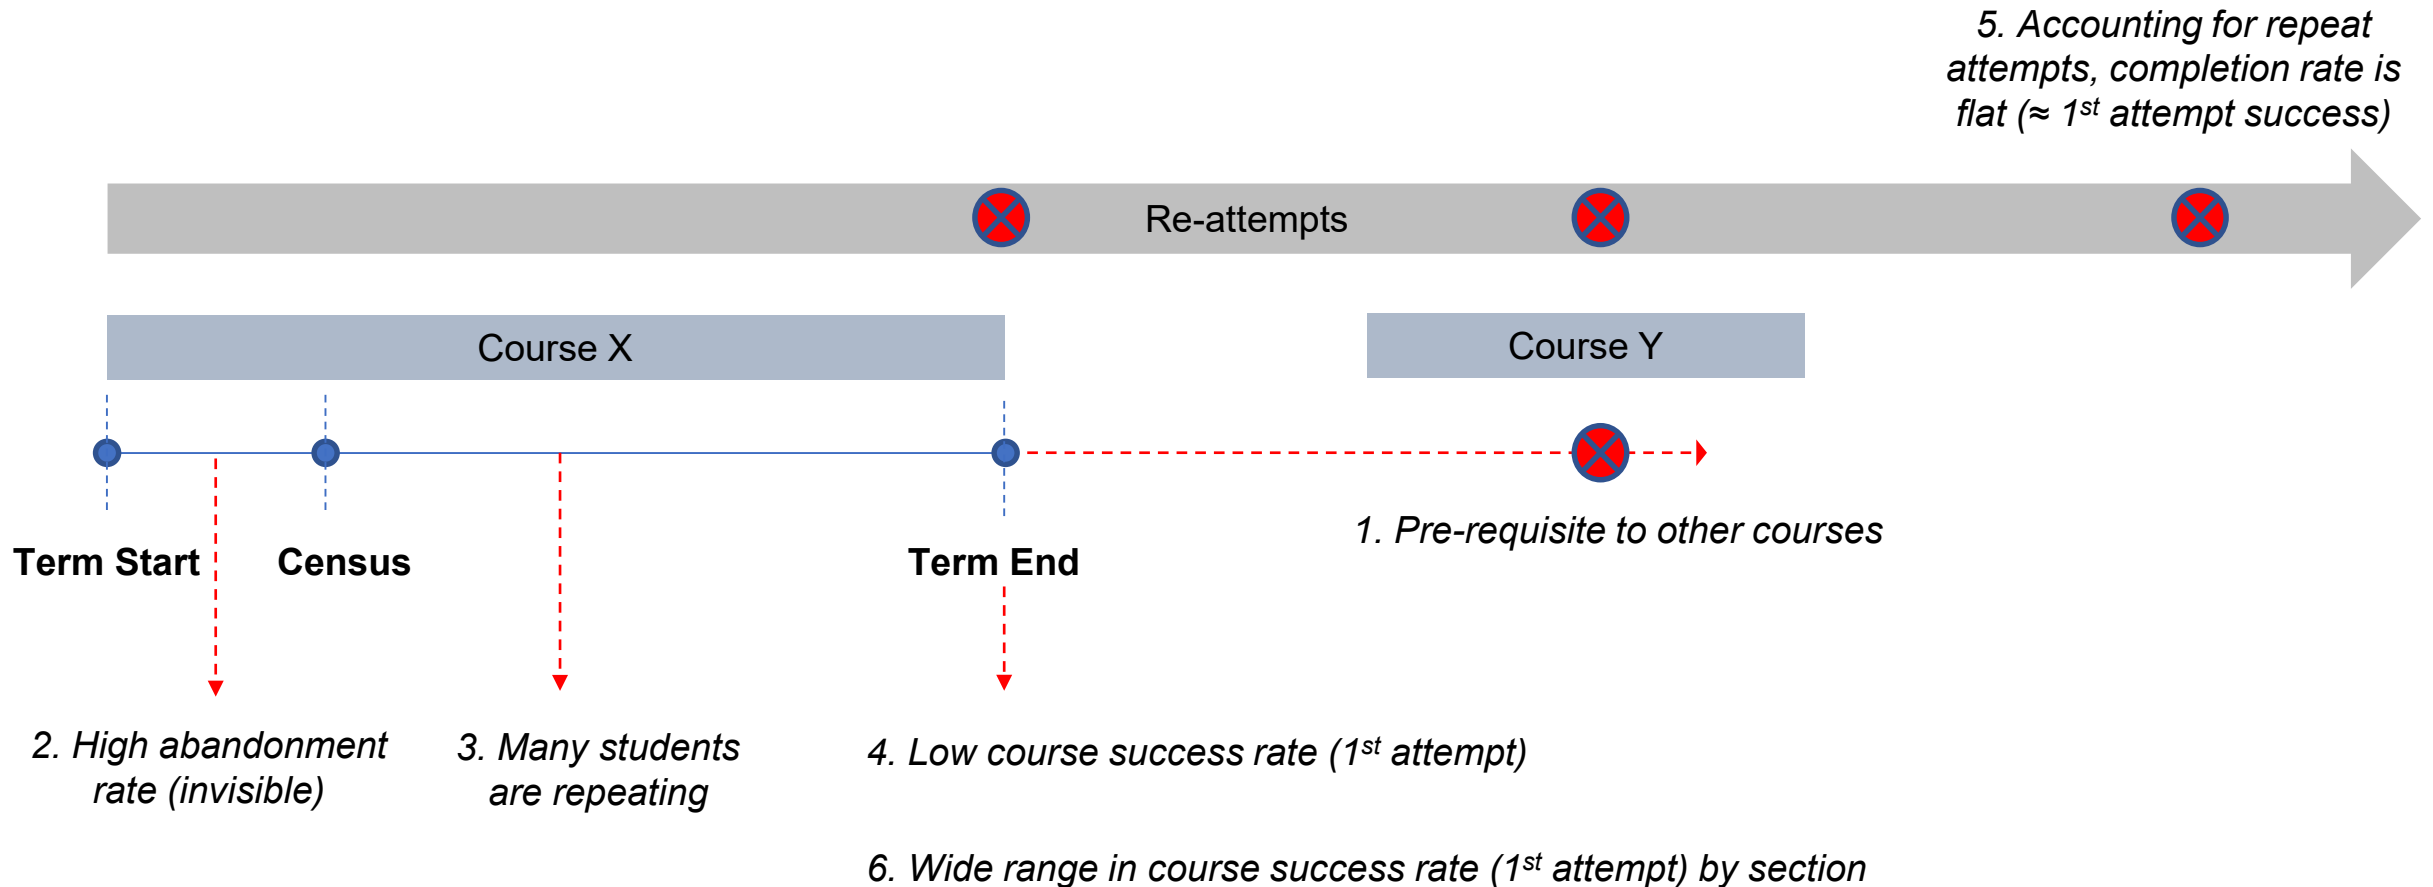 5. Accounting for repeat
attempts, completion rate is
flat (≈ 1st attempt success)
Re-attempts
Course X
Course Y
1. Pre-requisite to other courses
Term Start
Census
Term End
2. High abandonment
rate (invisible)
3. Many students
are repeating
4. Low course success rate (1st attempt)
6. Wide range in course success rate (1st attempt) by section